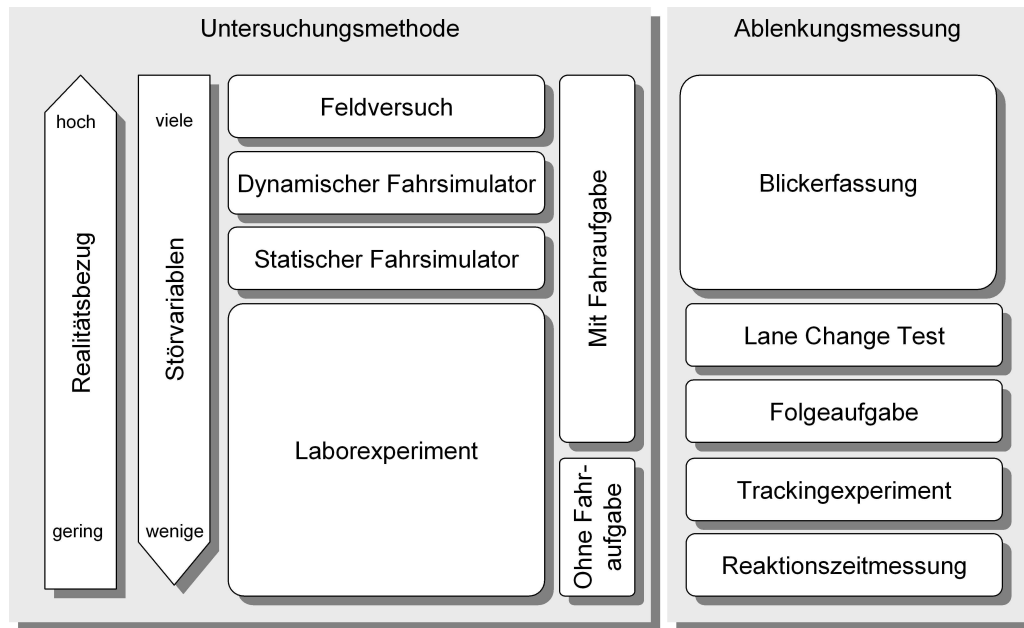 Untersuchungsmethode
hoch
Realitätsbezug
gering
viele
Störvariablen
wenige
Feldversuch
Dynamischer Fahrsimulator
Statischer Fahrsimulator
Laborexperiment
Mit Fahraufgabe
Ohne Fahr-
aufgabe
Ablenkungsmessung
Blickerfassung
Lane Change Test
Folgeaufgabe
Trackingexperiment
Reaktionszeitmessung